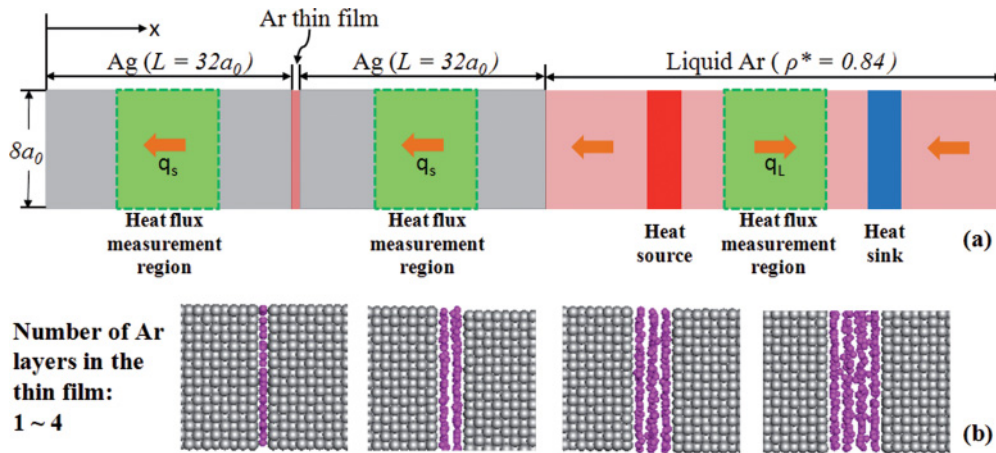 x
Ar thin film
Ag (L = 32a₀)
Ag (L = 32a₀)
Liquid Ar ( ρ* = 0.84)
8a₀
qₛ
qₛ
q_L
Heat flux
measurement
region
Heat flux
measurement
region
Heat
source
Heat flux
measurement
region
Heat
sink
(a)
Number of Ar
layers in the
thin film:
1 ~ 4
(b)